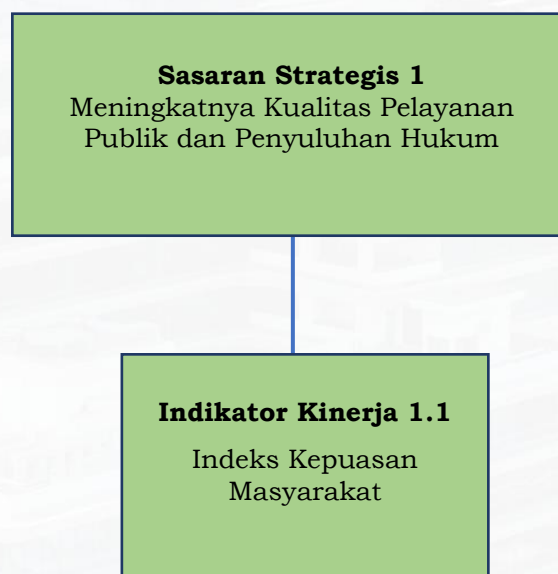 Sasaran Strategis 1
Meningkatnya Kualitas Pelayanan
Publik dan Penyuluhan Hukum
Indikator Kinerja 1.1
Indeks Kepuasan
Masyarakat